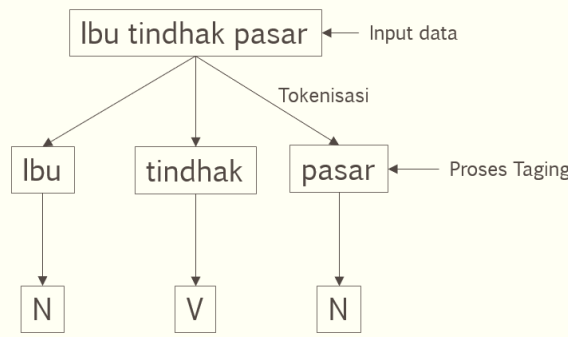 Ibu tindhak pasar
Input data
Tokenisasi
Ibu
tindhak
pasar
Proses Taging
N
V
N